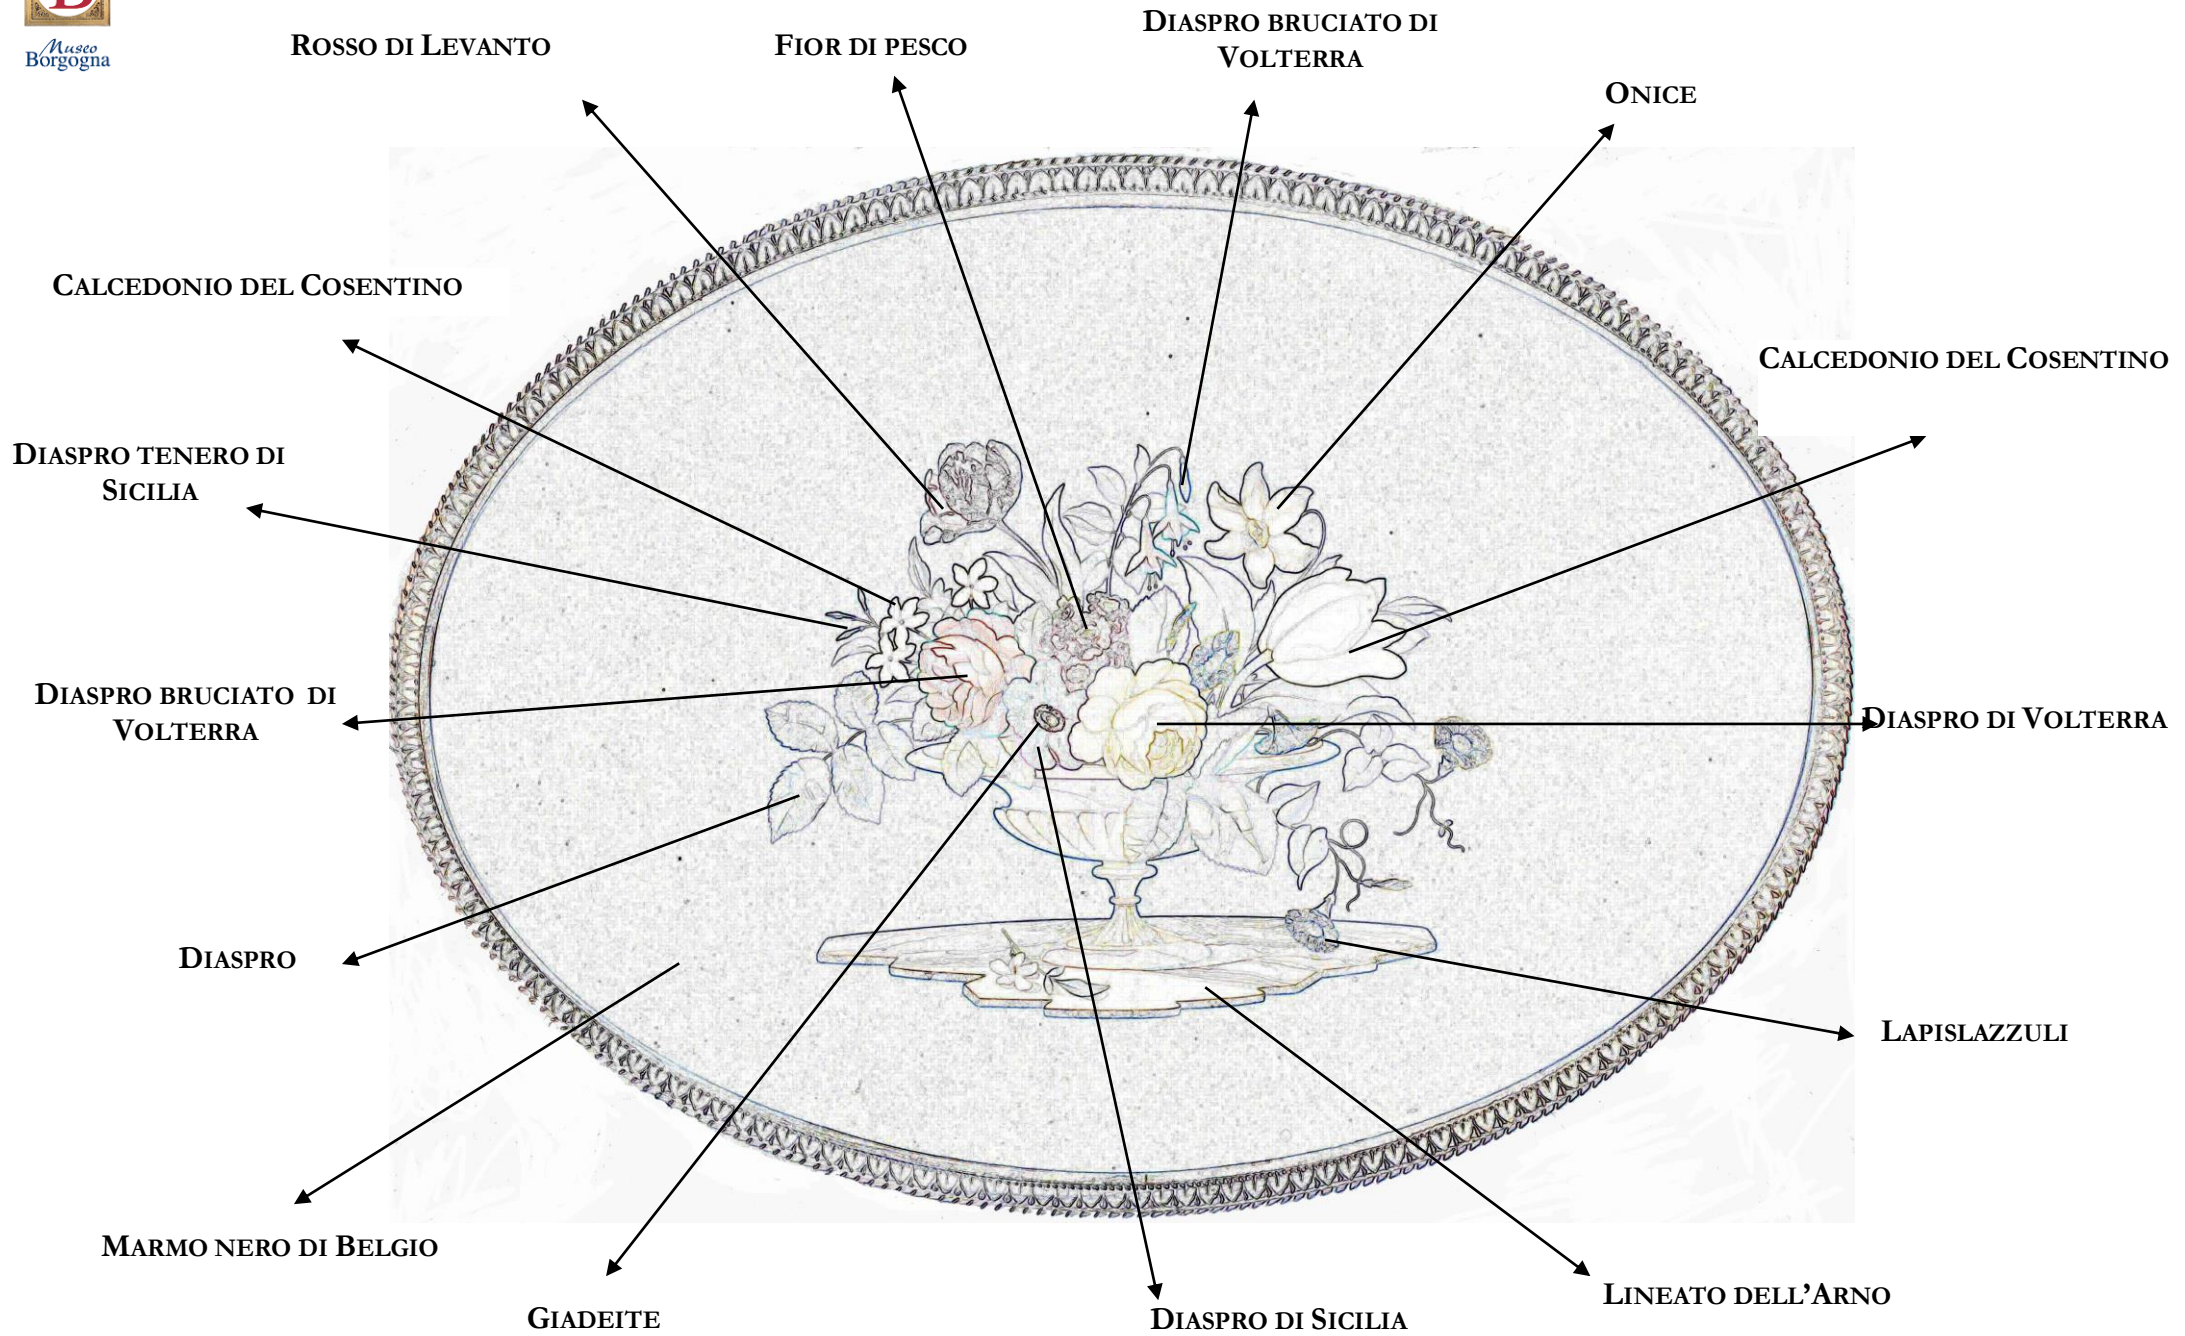 B
Museo
Borgogna
ROSSO DI LEVANTO
FIOR DI PESCO
DIASPRO BRUCIATO DI
VOLTERRA
ONICE
CALCEDONIO DEL COSENTINO
CALCEDONIO DEL COSENTINO
DIASPRO TENERO DI
SICILIA
DIASPRO BRUCIATO DI
VOLTERRA
DIASPRO DI VOLTERRA
DIASPRO
LAPISLAZZULI
MARMO NERO DI BELGIO
GIADEITE
DIASPRO DI SICILIA
LINEATO DELL’ARNO